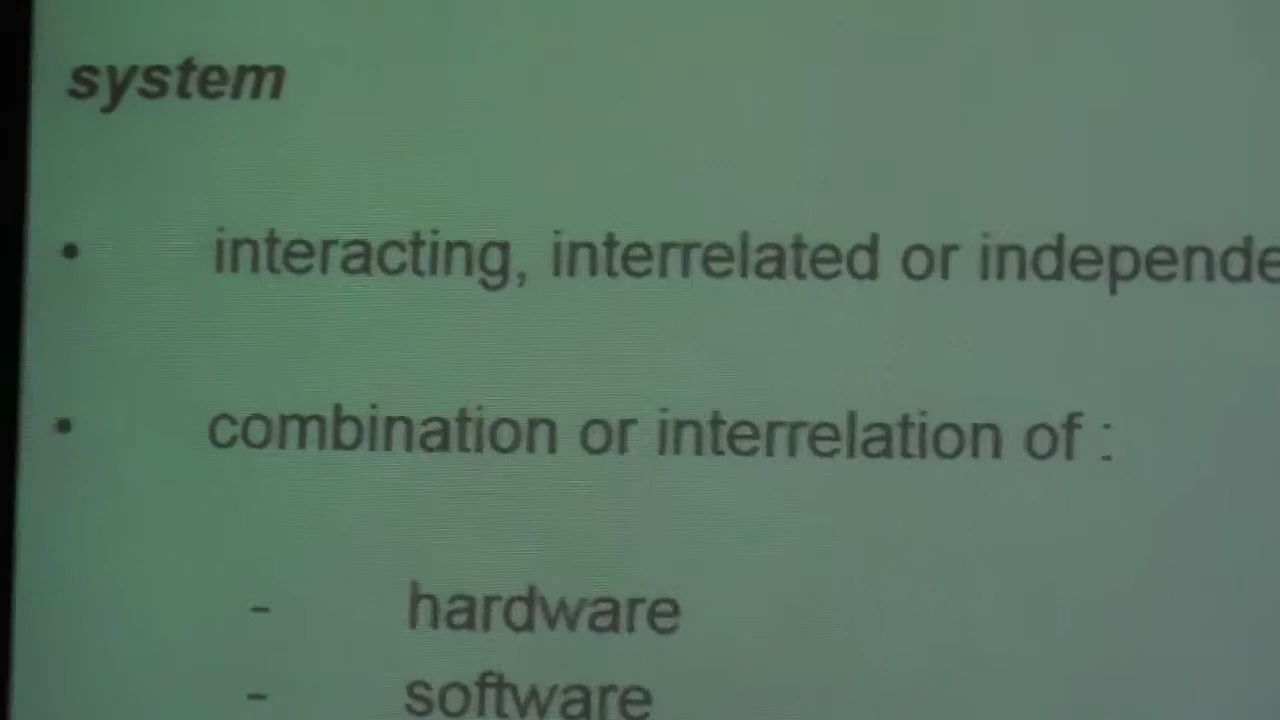 system
• interacting, interrelated or independe
• combination or interrelation of :
- hardware
- software